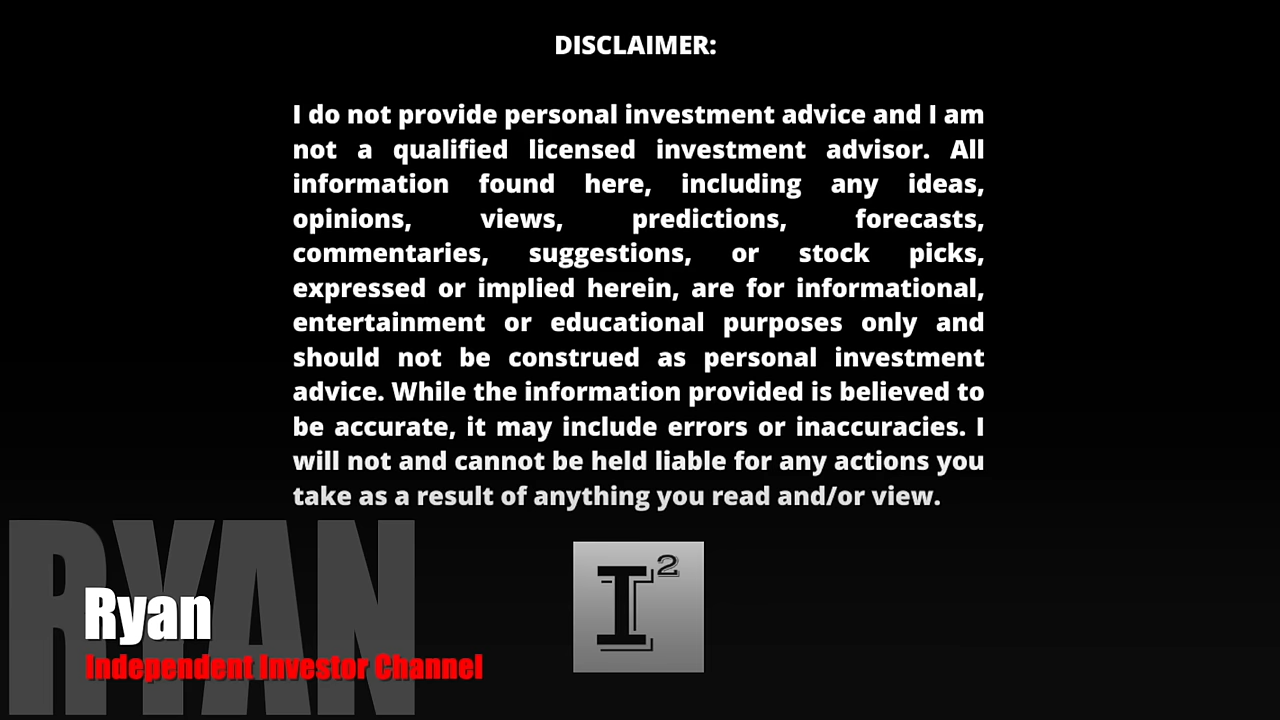 DISCLAIMER:
I do not provide personal investment advice and I am
not a qualified licensed investment advisor. All
information found here, including any ideas,
opinions, views, predictions, forecasts,
commentaries, suggestions, or stock picks,
expressed or implied herein, are for informational,
entertainment or educational purposes only and
should not be construed as personal investment
advice. While the information provided is believed to
be accurate, it may include errors or inaccuracies. I
will not and cannot be held liable for any actions you
take as a result of anything you read and/or view.
RYAN
Ryan
Independent Investor Channel
I²